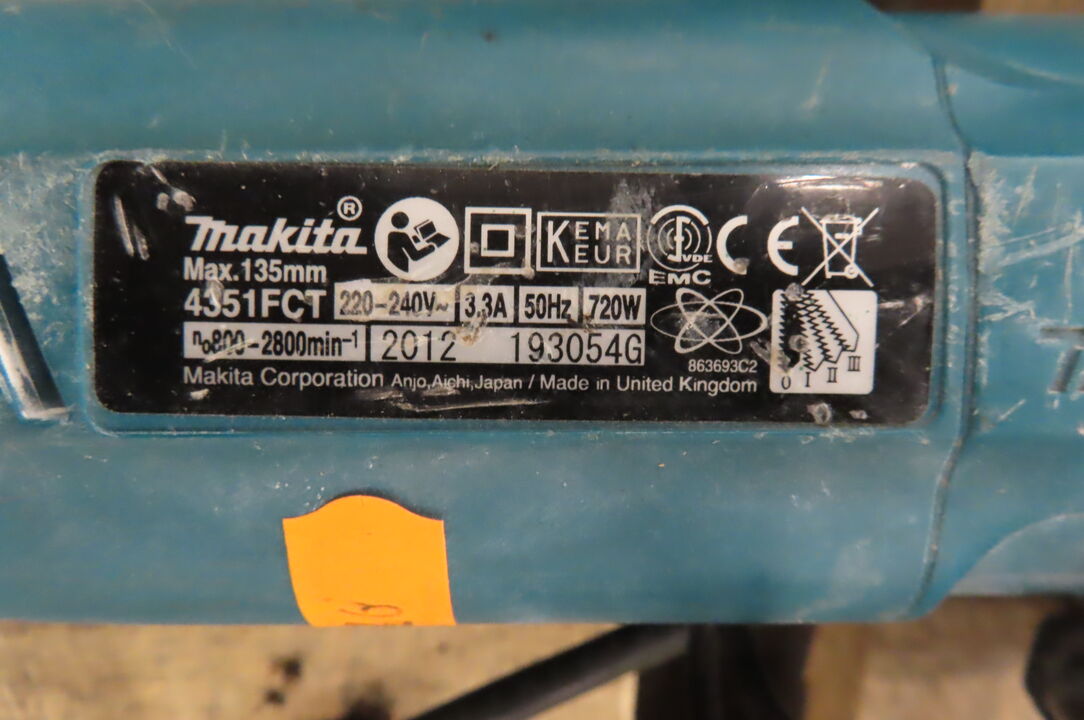 Makita®
Max.135mm
KEMA
KEUR
VDE
EMC
CE
4351FCT 220-240V~ 3.3A 50Hz 720W
n₀800-2800min⁻¹ 2012 193054G
863693C2
0 I II III
Makita Corporation Anjo,Aichi,Japan / Made in United Kingdom